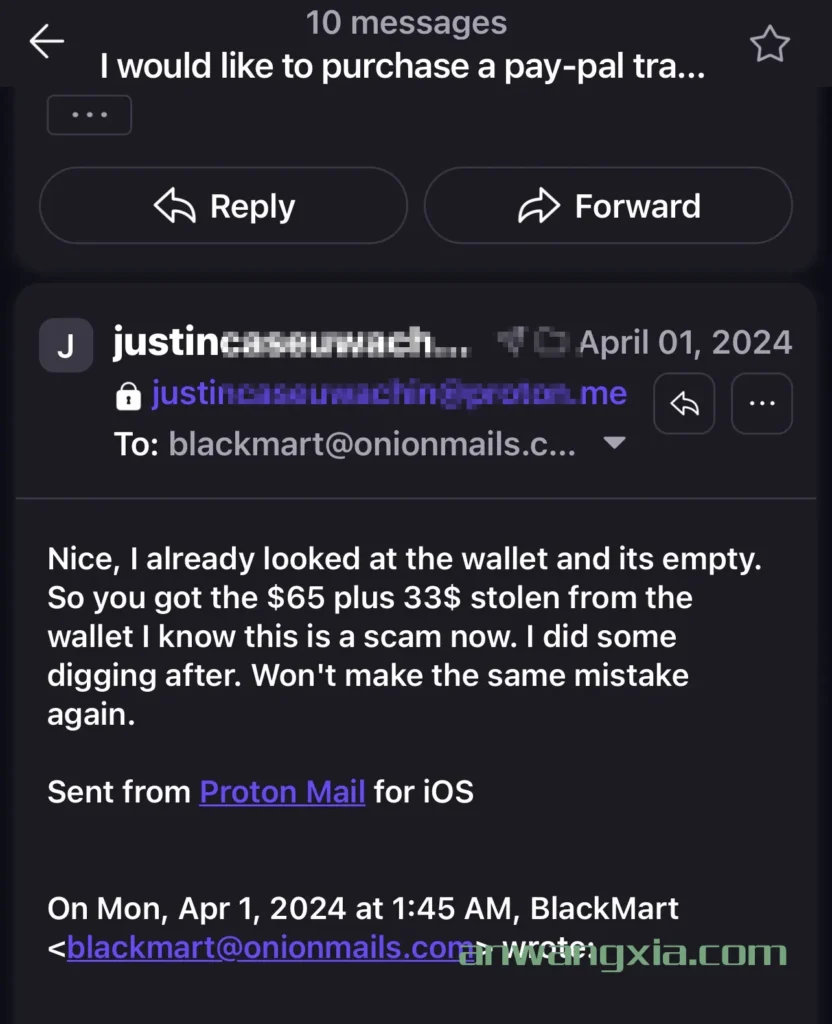 10 messages
I would like to purchase a pay-pal tra...
Reply Forward
J
justin ... April 01, 2024
justin .me
To: blackmart@onionmails.c...
Nice, I already looked at the wallet and its empty.
So you got the $65 plus 33$ stolen from the
wallet I know this is a scam now. I did some
digging after. Won't make the same mistake
again.
Sent from Proton Mail for iOS
On Mon, Apr 1, 2024 at 1:45 AM, BlackMart
<blackmart@onionmails.com> wrote:
anwangxia.com